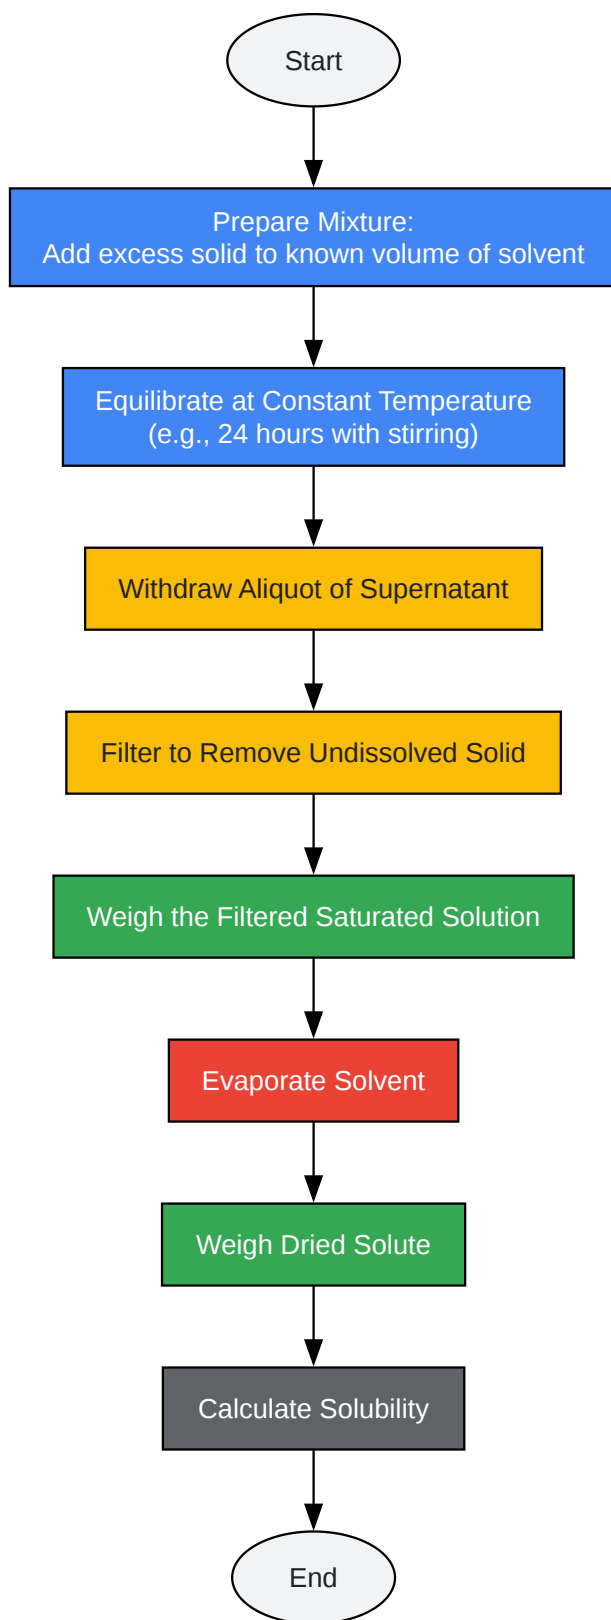 Start
Prepare Mixture:
Add excess solid to known volume of solvent
Equilibrate at Constant Temperature
(e.g., 24 hours with stirring)
Withdraw Aliquot of Supernatant
Filter to Remove Undissolved Solid
Weigh the Filtered Saturated Solution
Evaporate Solvent
Weigh Dried Solute
Calculate Solubility
End